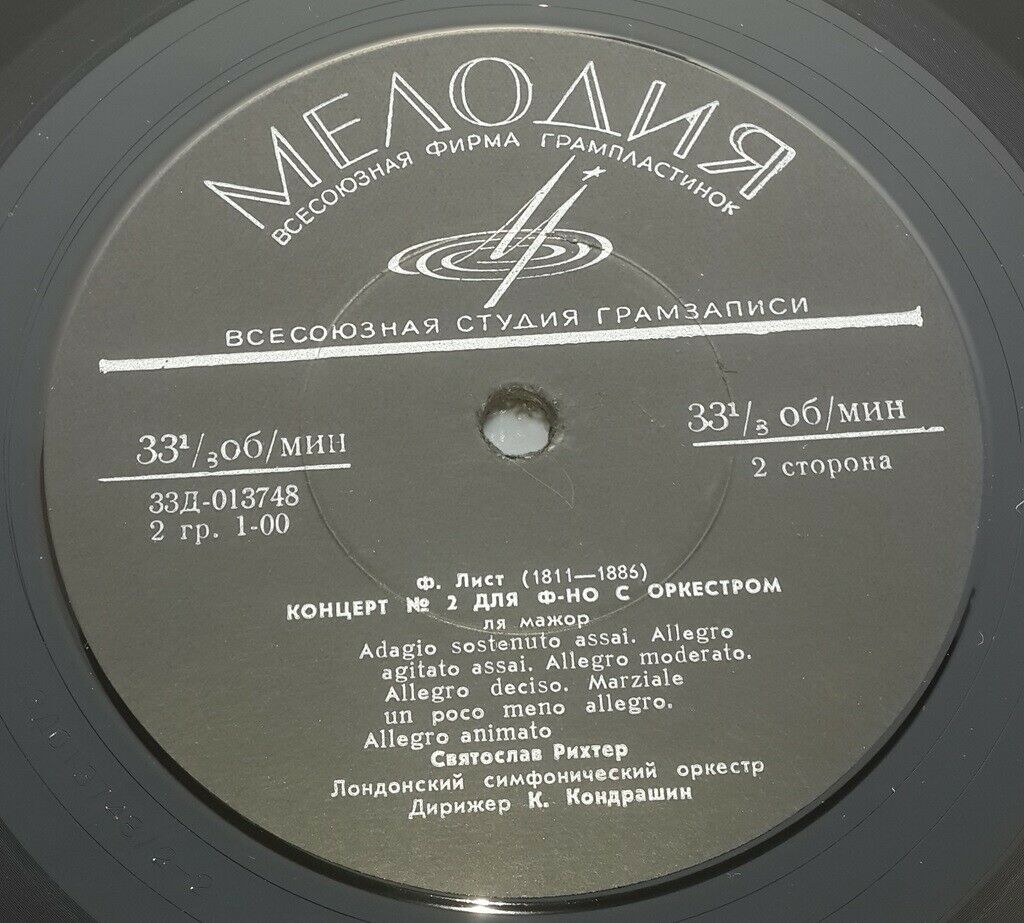 МЕЛОДИЯ
ВСЕСОЮЗНАЯ ФИРМА ГРАМПЛАСТИНОК
ВСЕСОЮЗНАЯ СТУДИЯ ГРАМЗАПИСИ
33¹/₃ об/мин
33Д-013748
2 гр. 1-00
33¹/₃ об/мин
2 сторона
Ф. Лист (1811—1886)
КОНЦЕРТ № 2 ДЛЯ Ф-НО С ОРКЕСТРОМ
ля мажор
Adagio sostenuto assai. Allegro
agitato assai. Allegro moderato.
Allegro deciso. Marziale
un poco meno allegro.
Allegro animato
Святослав Рихтер
Лондонский симфонический оркестр
Дирижер К. Кондрашин